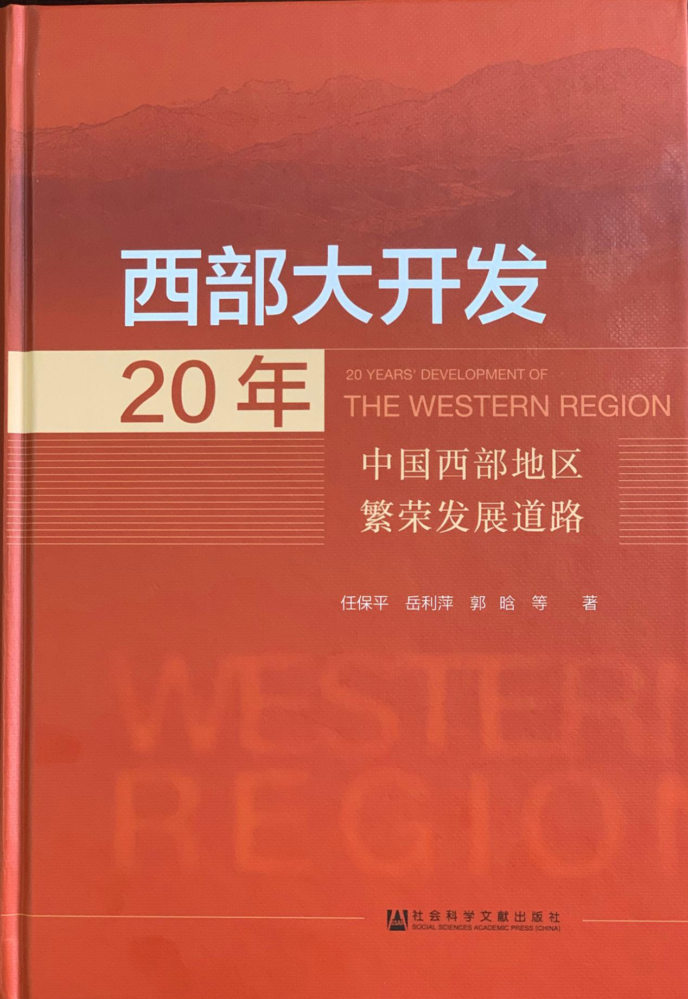 西部大开发
20年
20 YEARS' DEVELOPMENT OF
THE WESTERN REGION
中国西部地区
繁荣发展道路
任保平 岳利萍 郭晗 等 著
WESTERN
REGION
SSAP
社会科学文献出版社
SOCIAL SCIENCES ACADEMIC PRESS (CHINA)